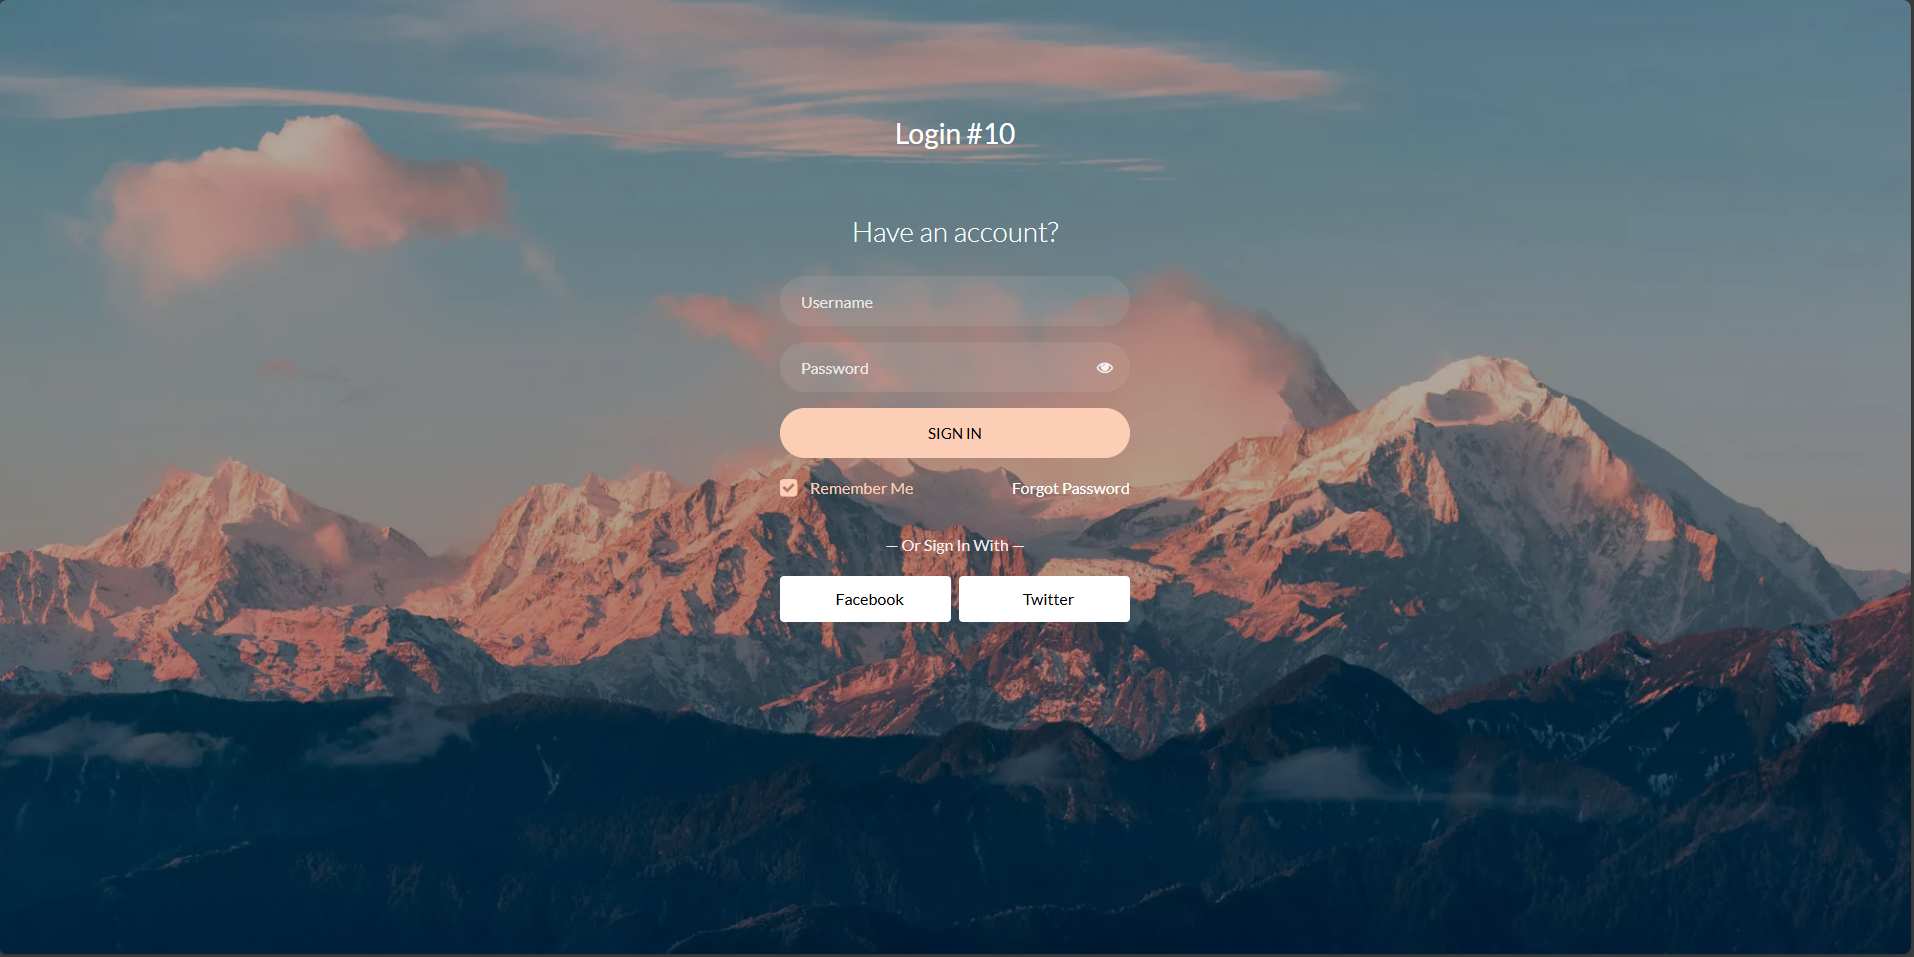 Login #10
Have an account?
Username
Password
SIGN IN
Remember Me
Forgot Password
— Or Sign In With —
Facebook
Twitter